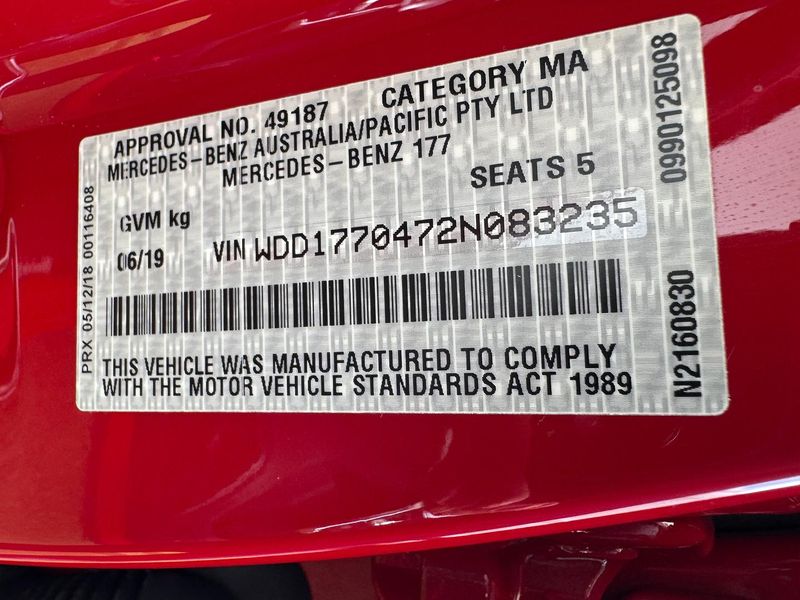 APPROVAL NO. 49187 CATEGORY MA
MERCEDES-BENZ AUSTRALIA/PACIFIC PTY LTD
MERCEDES-BENZ 177
SEATS 5
GVM kg
06/19
VIN WDD1770472N083235
THIS VEHICLE WAS MANUFACTURED TO COMPLY
WITH THE MOTOR VEHICLE STANDARDS ACT 1989
PRX 05/12/18 00116408
0990125098
N2160830